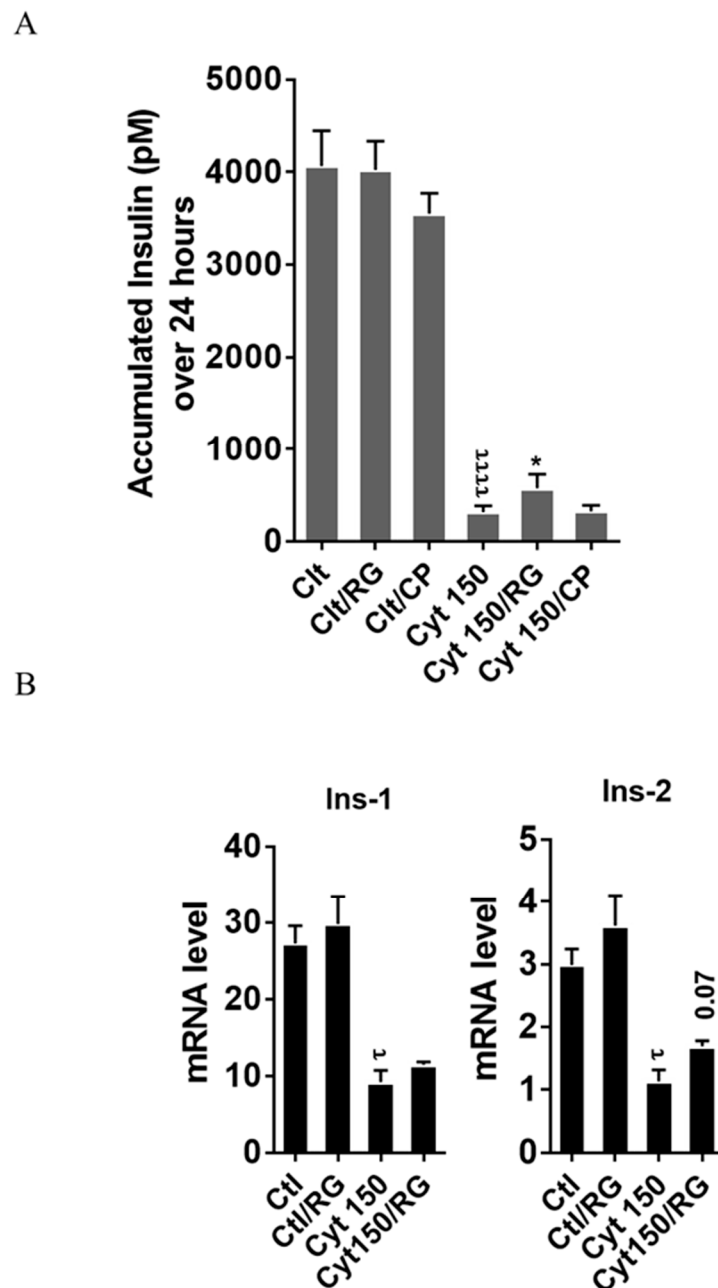 A
Accumulated Insulin (pM)
over 24 hours
5000
4000
3000
2000
1000
0
ττττ
*
Clt
Clt/RG
Clt/CP
Cyt 150
Cyt 150/RG
Cyt 150/CP
B
Ins-1
mRNA level
40
30
20
10
0
τ
Ctl
Ctl/RG
Cyt 150
Cyt150/RG
Ins-2
mRNA level
5
4
3
2
1
0
τ
0.07
Ctl
Ctl/RG
Cyt 150
Cyt150/RG